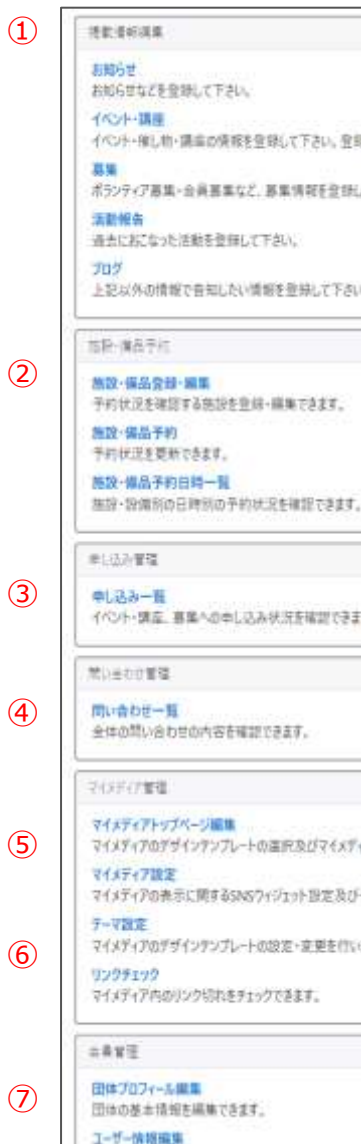 ①
掲載情報編集
お知らせ
お知らせなどを登録して下さい。
イベント・講座
イベント・催し物・講座の情報を登録して下さい。登録
募集
ボランティア募集・会員募集など、募集情報を登録し
活動報告
過去におこなった活動を登録して下さい。
ブログ
上記以外の情報で告知したい情報を登録して下さい
②
施設・備品予約
施設・備品登録・編集
予約状況を確認する施設を登録・編集できます。
施設・備品予約
予約状況を更新できます。
施設・備品予約日時一覧
施設・設備別の日時別の予約状況を確認できます。
③
申し込み管理
申し込み一覧
イベント・講座、募集への申し込み状況を確認できま
④
問い合わせ管理
問い合わせ一覧
全体の問い合わせの内容を確認できます。
マイメディア管理
⑤
マイメディアトップページ編集
マイメディアのデザインテンプレートの選択及びマイメディ
マイメディア設定
マイメディアの表示に関するSNSウィジェット設定及び
テーマ設定
⑥
マイメディアのデザインテンプレートの設定・変更を行い
リンクチェック
マイメディア内のリンク切れをチェックできます。
会員管理
⑦
団体プロフィール編集
団体の基本情報を編集できます。
ユーザー情報編集